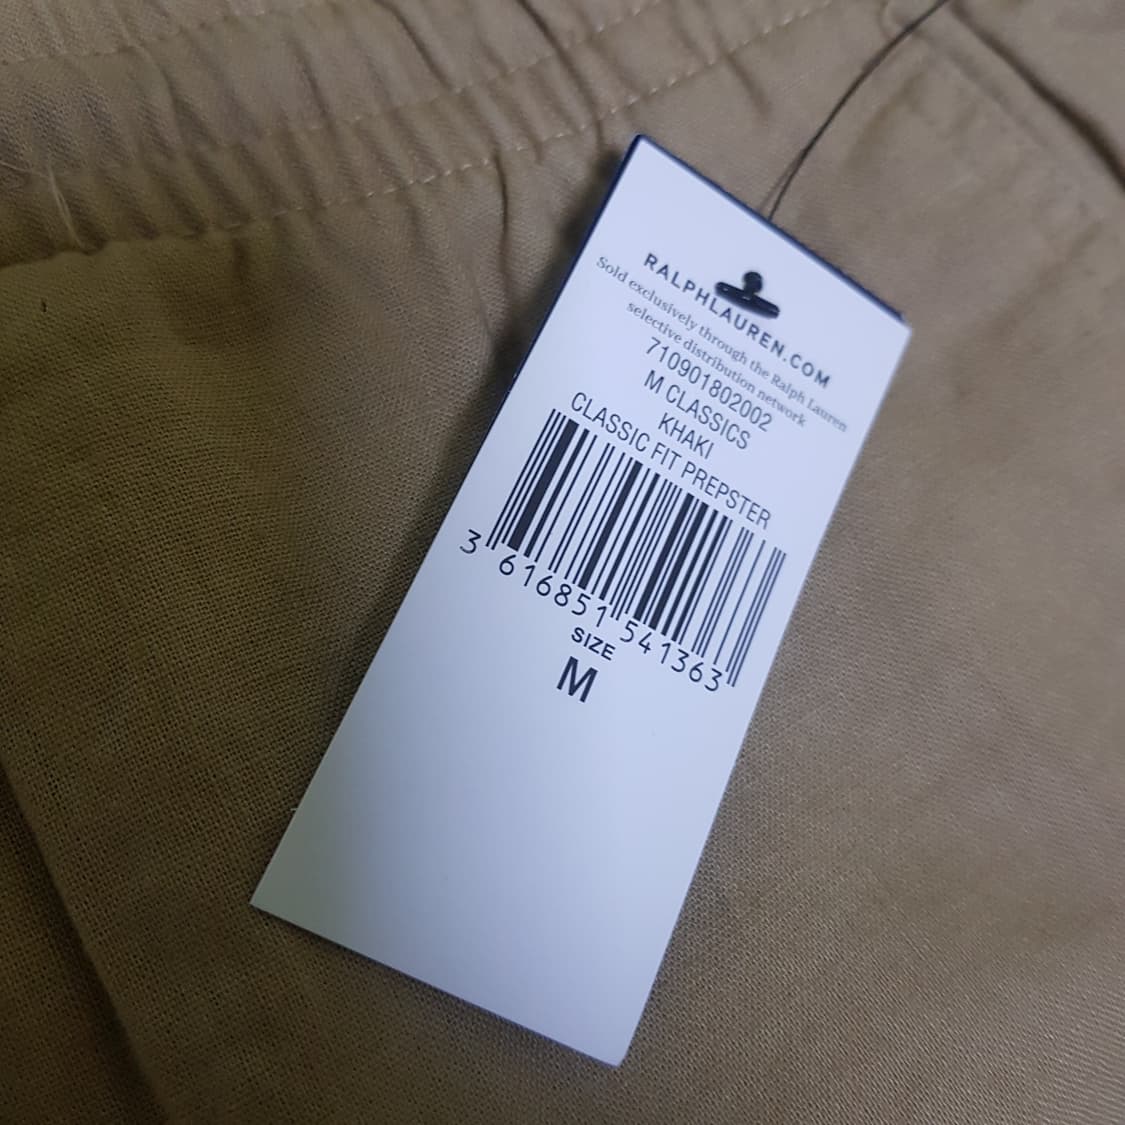 RALPHLAUREN.COM
Sold exclusively through the Ralph Lauren
selective distribution network
710901802002
M CLASSICS
KHAKI
CLASSIC FIT PREPSTER
3 616851 541363
SIZE
M